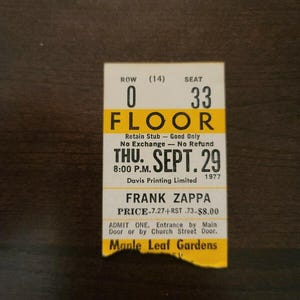 ROW (14) SEAT
0 33
FLOOR
Retain Stub — Good Only
No Exchange — No Refund
THU. SEPT. 29
8:00 P.M. 1977
Davis Printing Limited
FRANK ZAPPA
PRICE-7.27+RST .73-$8.00
ADMIT ONE. Entrance by Main
Door or by Church Street Door.
Maple Leaf Gardens